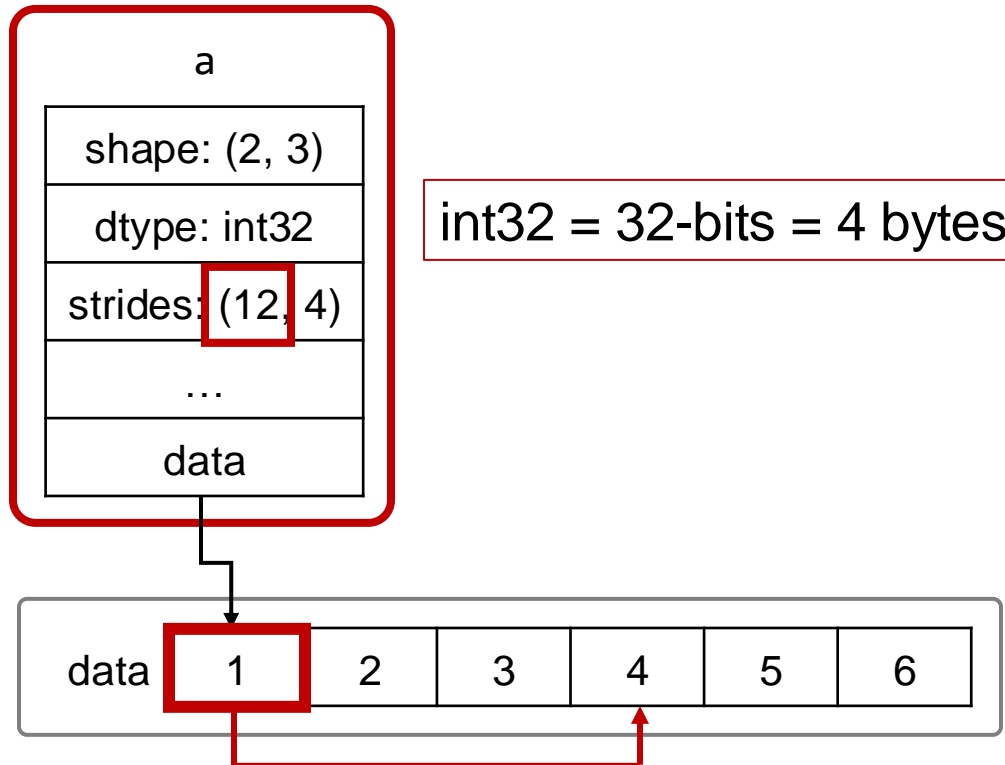 a
shape: (2, 3)
dtype: int32
int32 = 32-bits = 4 bytes
strides: (12, 4)
…
data
data 1 2 3 4 5 6